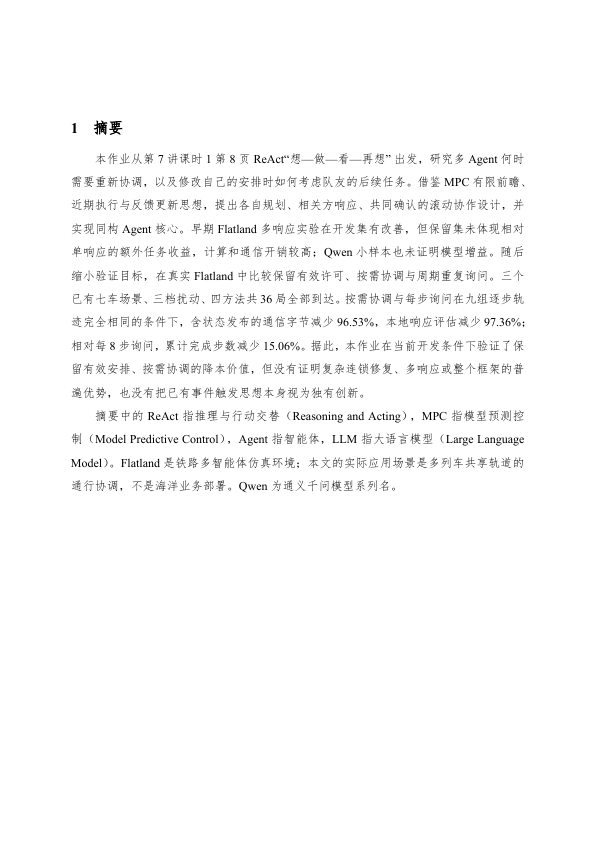 1 摘要
本作业从第 7 讲课时 1 第 8 页 ReAct“想—做—看—再想” 出发，研究多 Agent 何时
需要重新协调，以及修改自己的安排时如何考虑队友的后续任务。借鉴 MPC 有限前瞻、
近期执行与反馈更新思想，提出各自规划、相关方响应、共同确认的滚动协作设计，并
实现同构 Agent 核心。早期 Flatland 多响应实验在开发集有改善，但保留集未体现相对
单响应的额外任务收益，计算和通信开销较高；Qwen 小样本也未证明模型增益。随后
缩小验证目标，在真实 Flatland 中比较保留有效许可、按需协调与周期重复询问。三个
已有七车场景、三档扰动、四方法共 36 局全部到达。按需协调与每步询问在九组逐步轨
迹完全相同的条件下，含状态发布的通信字节减少 96.53%，本地响应评估减少 97.36%；
相对每 8 步询问，累计完成步数减少 15.06%。据此，本作业在当前开发条件下验证了保
留有效安排、按需协调的降本价值，但没有证明复杂连锁修复、多响应或整个框架的普
遍优势，也没有把已有事件触发思想本身视为独有创新。
摘要中的 ReAct 指推理与行动交替（Reasoning and Acting），MPC 指模型预测控
制（Model Predictive Control），Agent 指智能体，LLM 指大语言模型（Large Language
Model）。Flatland 是铁路多智能体仿真环境；本文的实际应用场景是多列车共享轨道的
通行协调，不是海洋业务部署。Qwen 为通义千问模型系列名。